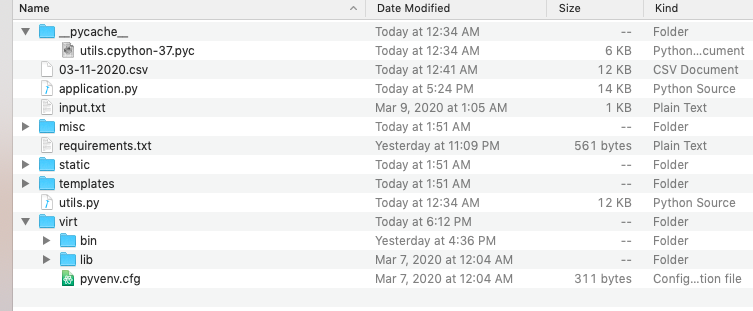 Name Date Modified Size Kind
__pycache__ Today at 12:34 AM -- Folder
utils.cpython-37.pyc Today at 12:34 AM 6 KB Python...cument
03-11-2020.csv Today at 12:41 AM 12 KB CSV Document
application.py Today at 5:24 PM 14 KB Python Source
input.txt Mar 9, 2020 at 1:05 AM 1 KB Plain Text
misc Today at 1:51 AM -- Folder
requirements.txt Yesterday at 11:09 PM 561 bytes Plain Text
static Today at 1:51 AM -- Folder
templates Today at 1:51 AM -- Folder
utils.py Today at 12:34 AM 12 KB Python Source
virt Today at 6:12 PM -- Folder
bin Yesterday at 4:36 PM -- Folder
lib Mar 7, 2020 at 12:04 AM -- Folder
pyvenv.cfg Mar 7, 2020 at 12:04 AM 311 bytes Config...tion file